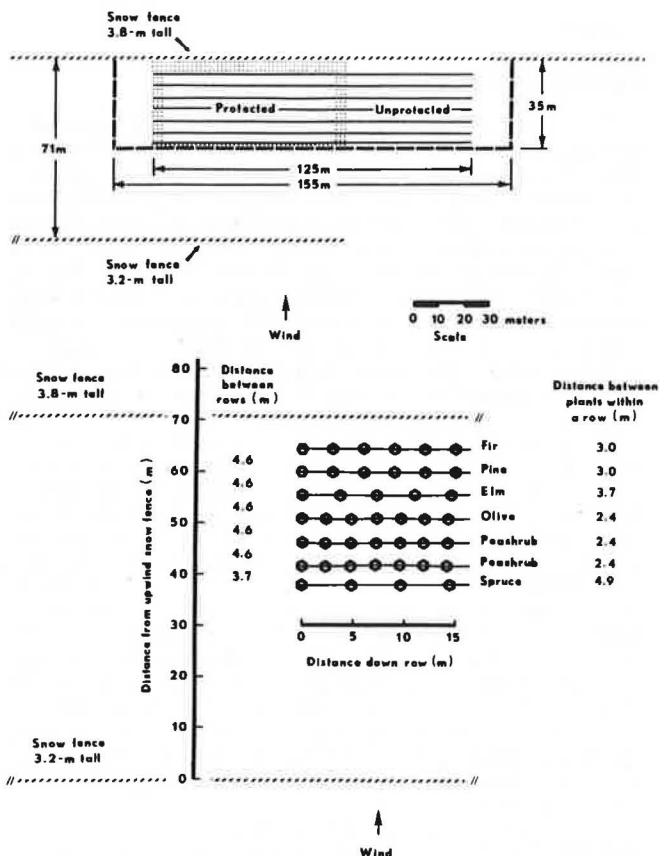 Snow fence
3.8-m tall
Protected
Unprotected
35m
71m
125m
155m
Snow fence
3.2-m tall
Wind
0 10 20 30 meters
Scale
Distance from upwind snow fence (m)
80
70
60
50
40
30
20
10
0
Snow fence
3.8-m tall
Distance
between
rows (m)
4.6
4.6
4.6
4.6
4.6
3.7
Distance between
plants within
a row (m)
Fir 3.0
Pine 3.0
Elm 3.7
Olive 2.4
Peashrub 2.4
Peashrub 2.4
Spruce 4.9
0 5 10 15
Distance down row (m)
Snow fence
3.2-m tall
Wind